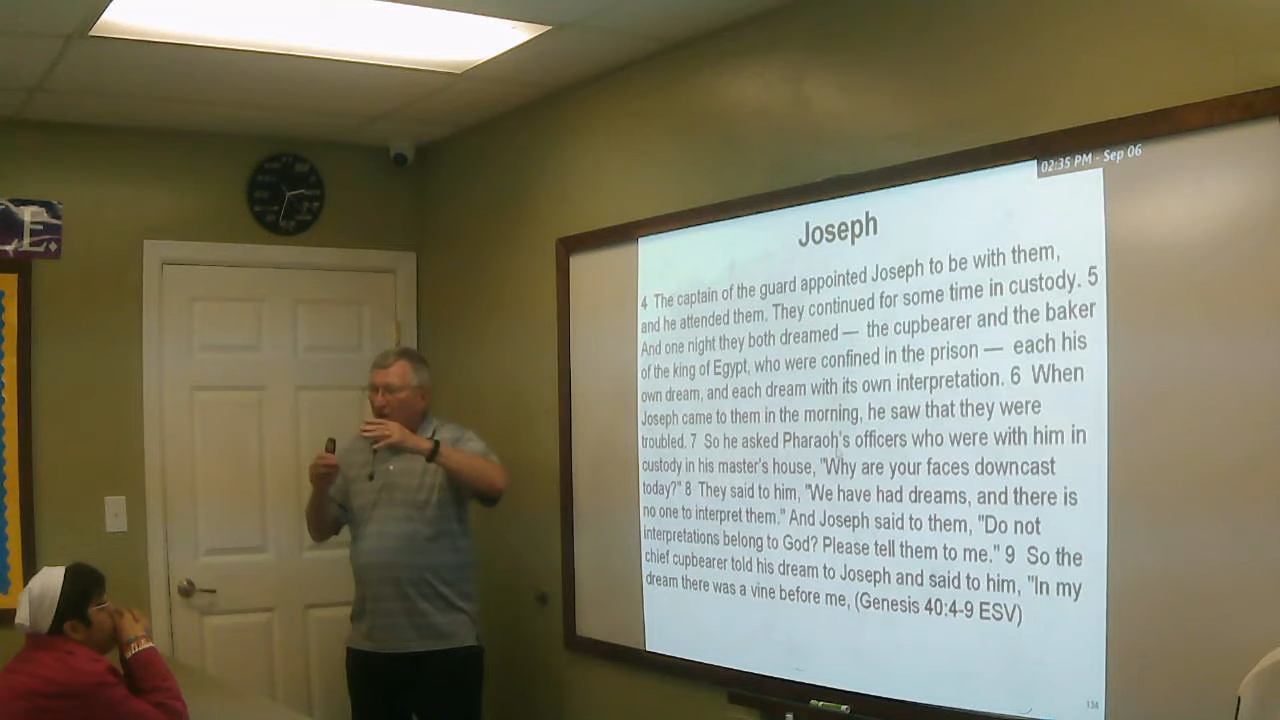 E.
02:35 PM - Sep 06
Joseph
4 The captain of the guard appointed Joseph to be with them,
and he attended them. They continued for some time in custody. 5
And one night they both dreamed — the cupbearer and the baker
of the king of Egypt, who were confined in the prison — each his
own dream, and each dream with its own interpretation. 6 When
Joseph came to them in the morning, he saw that they were
troubled. 7 So he asked Pharaoh's officers who were with him in
custody in his master's house, "Why are your faces downcast
today?" 8 They said to him, "We have had dreams, and there is
no one to interpret them." And Joseph said to them, "Do not
interpretations belong to God? Please tell them to me." 9 So the
chief cupbearer told his dream to Joseph and said to him, "In my
dream there was a vine before me, (Genesis 40:4-9 ESV)